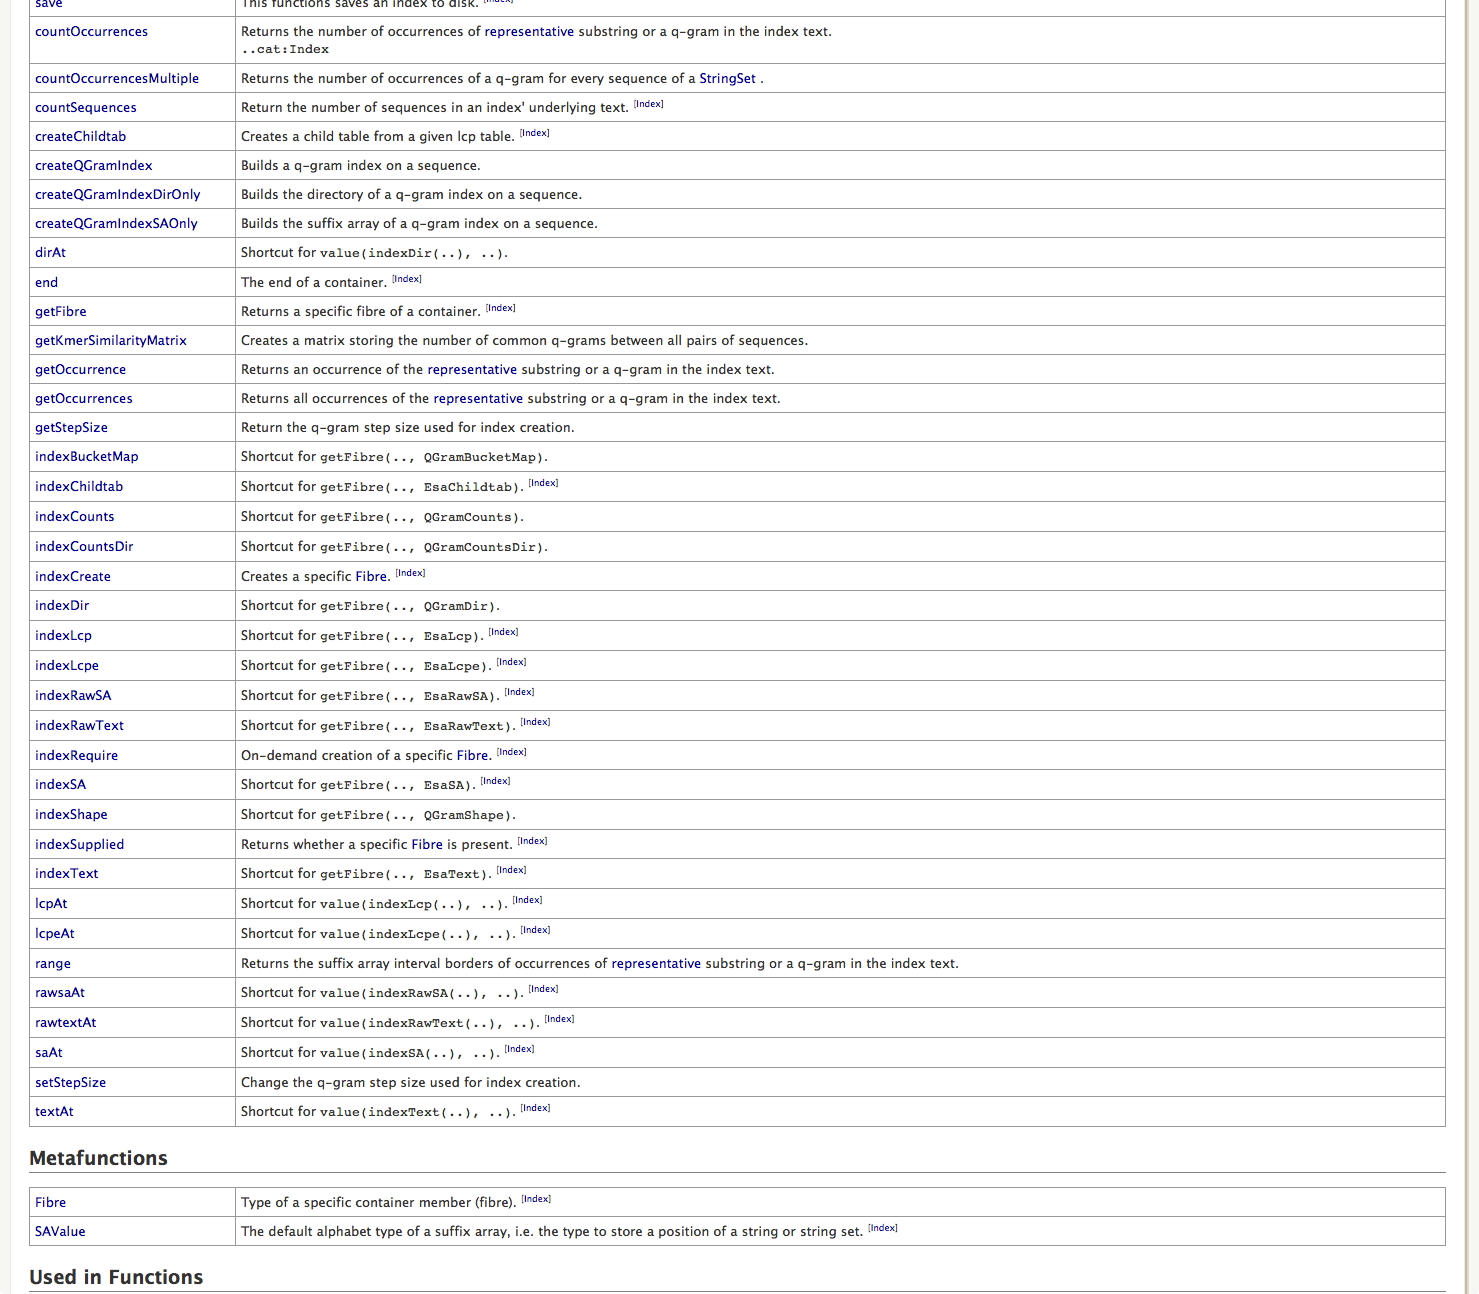 save This functions saves an index to disk. [Index]
countOccurrences Returns the number of occurrences of representative substring or a q-gram in the index text.
..cat:Index
countOccurrencesMultiple Returns the number of occurrences of a q-gram for every sequence of a StringSet .
countSequences Return the number of sequences in an index' underlying text. [Index]
createChildtab Creates a child table from a given lcp table. [Index]
createQGramIndex Builds a q-gram index on a sequence.
createQGramIndexDirOnly Builds the directory of a q-gram index on a sequence.
createQGramIndexSAOnly Builds the suffix array of a q-gram index on a sequence.
dirAt Shortcut for value(indexDir(..), ..).
end The end of a container. [Index]
getFibre Returns a specific fibre of a container. [Index]
getKmerSimilarityMatrix Creates a matrix storing the number of common q-grams between all pairs of sequences.
getOccurrence Returns an occurrence of the representative substring or a q-gram in the index text.
getOccurrences Returns all occurrences of the representative substring or a q-gram in the index text.
getStepSize Return the q-gram step size used for index creation.
indexBucketMap Shortcut for getFibre(.., QGramBucketMap).
indexChildtab Shortcut for getFibre(.., EsaChildtab). [Index]
indexCounts Shortcut for getFibre(.., QGramCounts).
indexCountsDir Shortcut for getFibre(.., QGramCountsDir).
indexCreate Creates a specific Fibre. [Index]
indexDir Shortcut for getFibre(.., QGramDir).
indexLcp Shortcut for getFibre(.., EsaLcp). [Index]
indexLcpe Shortcut for getFibre(.., EsaLcpe). [Index]
indexRawSA Shortcut for getFibre(.., EsaRawSA). [Index]
indexRawText Shortcut for getFibre(.., EsaRawText). [Index]
indexRequire On-demand creation of a specific Fibre. [Index]
indexSA Shortcut for getFibre(.., EsaSA). [Index]
indexShape Shortcut for getFibre(.., QGramShape).
indexSupplied Returns whether a specific Fibre is present. [Index]
indexText Shortcut for getFibre(.., EsaText). [Index]
lcpAt Shortcut for value(indexLcp(..), ..). [Index]
lcpeAt Shortcut for value(indexLcpe(..), ..). [Index]
range Returns the suffix array interval borders of occurrences of representative substring or a q-gram in the index text.
rawsaAt Shortcut for value(indexRawSA(..), ..). [Index]
rawtextAt Shortcut for value(indexRawText(..), ..). [Index]
saAt Shortcut for value(indexSA(..), ..). [Index]
setStepSize Change the q-gram step size used for index creation.
textAt Shortcut for value(indexText(..), ..). [Index]
Metafunctions
Fibre Type of a specific container member (fibre). [Index]
SAValue The default alphabet type of a suffix array, i.e. the type to store a position of a string or string set. [Index]
Used in Functions